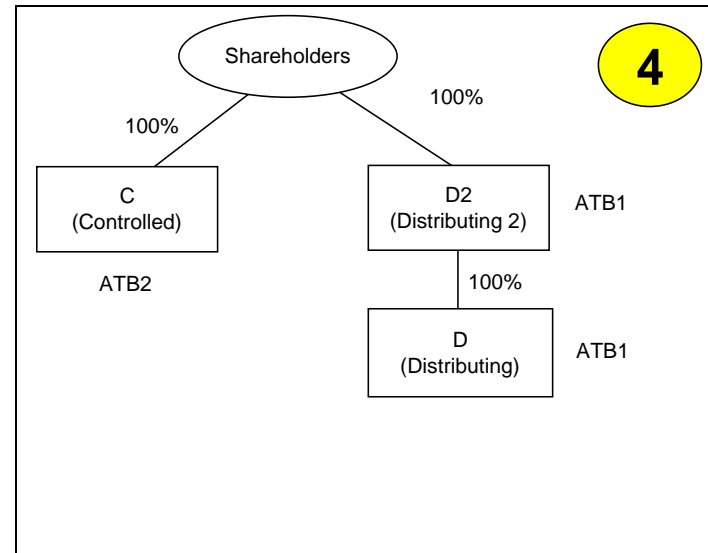 Shareholders
4
100%
100%
C
(Controlled)
D2
(Distributing 2)
ATB1
ATB2
100%
D
(Distributing)
ATB1